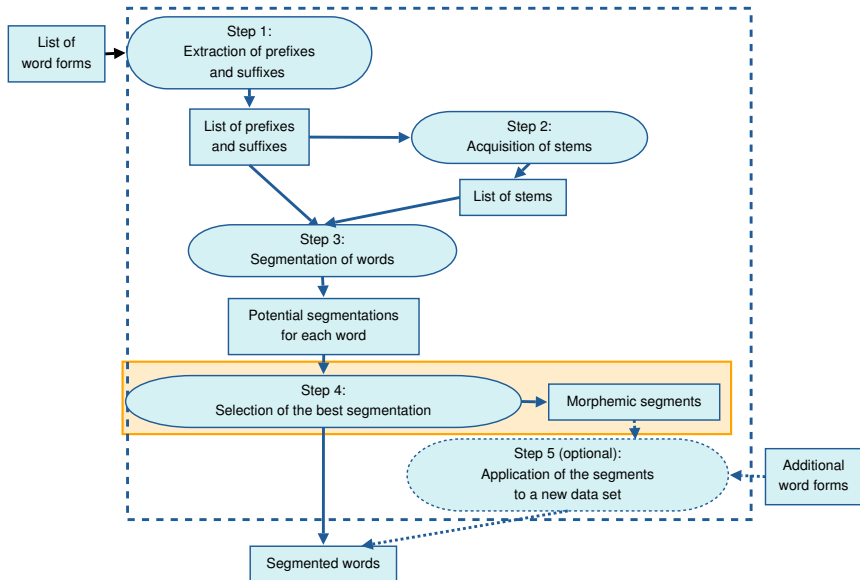 List of
word forms
Step 1:
Extraction of prefixes
and suffixes
List of prefixes
and suffixes
Step 2:
Acquisition of stems
List of stems
Step 3:
Segmentation of words
Potential segmentations
for each word
Step 4:
Selection of the best segmentation
Morphemic segments
Step 5 (optional):
Application of the segments
to a new data set
Additional
word forms
Segmented words